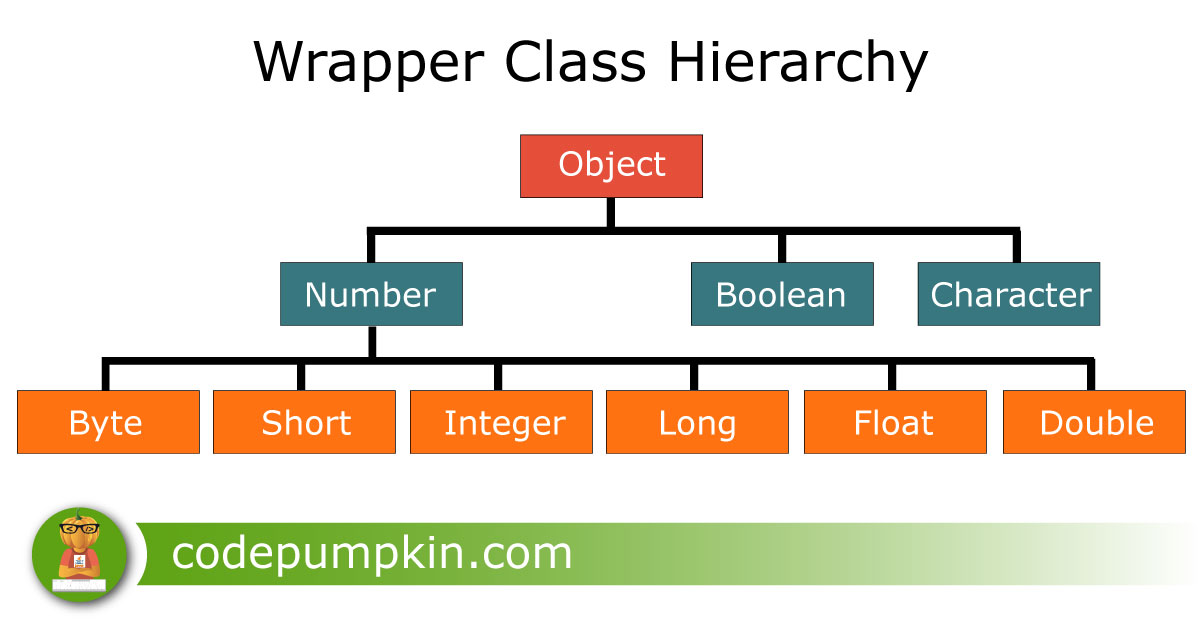 Wrapper Class Hierarchy
Object
Number Boolean Character
Byte Short Integer Long Float Double
codepumpkin.com